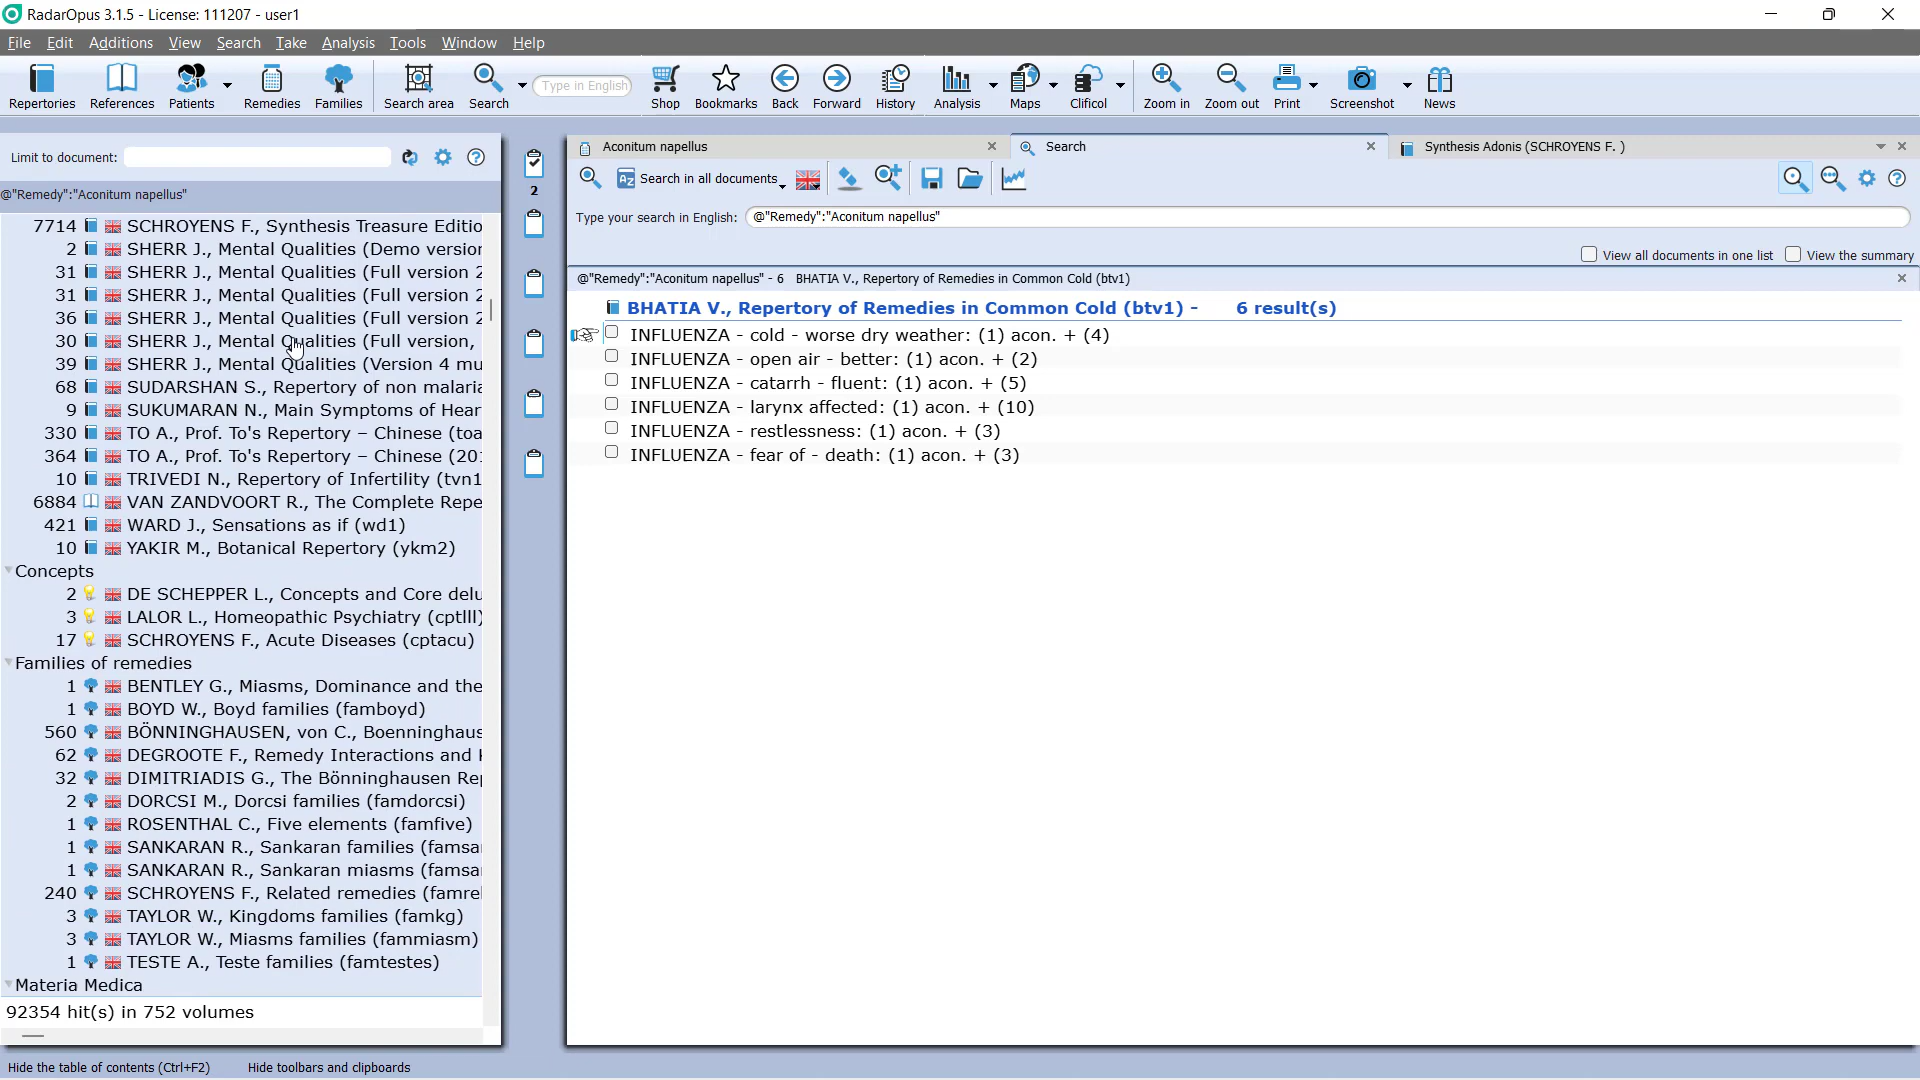 RadarOpus 3.1.5 - License: 111207 - user1
File Edit Additions View Search Take Analysis Tools Window Help
Repertories References Patients Remedies Families Search area Search Type in English Shop Bookmarks Back Forward History Analysis Maps Clificol Zoom in Zoom out Print Screenshot News
Limit to document:
@"Remedy":"Aconitum napellus"
7714 SCHROYENS F., Synthesis Treasure Editio
2 SHERR J., Mental Qualities (Demo version
31 SHERR J., Mental Qualities (Full version 2
31 SHERR J., Mental Qualities (Full version 2
36 SHERR J., Mental Qualities (Full version 2
30 SHERR J., Mental Qualities (Full version,
39 SHERR J., Mental Qualities (Version 4 mu
68 SUDARSHAN S., Repertory of non malaria
9 SUKUMARAN N., Main Symptoms of Hear
330 TO A., Prof. To's Repertory – Chinese (toa
364 TO A., Prof. To's Repertory – Chinese (201
10 TRIVEDI N., Repertory of Infertility (tvn1
6884 VAN ZANDVOORT R., The Complete Repe
421 WARD J., Sensations as if (wd1)
10 YAKIR M., Botanical Repertory (ykm2)
Concepts
2 DE SCHEPPER L., Concepts and Core delu
3 LALOR L., Homeopathic Psychiatry (cptlll)
17 SCHROYENS F., Acute Diseases (cptacu)
Families of remedies
1 BENTLEY G., Miasms, Dominance and the
1 BOYD W., Boyd families (famboyd)
560 BÖNNINGHAUSEN, von C., Boenninghaus
62 DEGROOTE F., Remedy Interactions and
32 DIMITRIADIS G., The Bönninghausen Re
2 DORCSI M., Dorcsi families (famdorcsi)
1 ROSENTHAL C., Five elements (famfive)
1 SANKARAN R., Sankaran families (famsa
1 SANKARAN R., Sankaran miasms (famsa
240 SCHROYENS F., Related remedies (famre
3 TAYLOR W., Kingdoms families (famkg)
3 TAYLOR W., Miasms families (fammiasm)
1 TESTE A., Teste families (famtestes)
Materia Medica
92354 hit(s) in 752 volumes
2
Aconitum napellus Search Synthesis Adonis (SCHROYENS F. )
Search in all documents
Type your search in English: @"Remedy":"Aconitum napellus"
View all documents in one list View the summary
@"Remedy":"Aconitum napellus" - 6 BHATIA V., Repertory of Remedies in Common Cold (btv1)
BHATIA V., Repertory of Remedies in Common Cold (btv1) - 6 result(s)
INFLUENZA - cold - worse dry weather: (1) acon. + (4)
INFLUENZA - open air - better: (1) acon. + (2)
INFLUENZA - catarrh - fluent: (1) acon. + (5)
INFLUENZA - larynx affected: (1) acon. + (10)
INFLUENZA - restlessness: (1) acon. + (3)
INFLUENZA - fear of - death: (1) acon. + (3)
Hide the table of contents (Ctrl+F2) Hide toolbars and clipboards